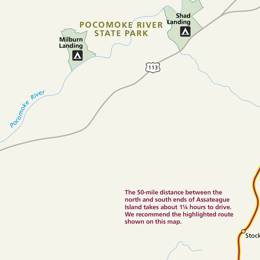 Shad
Landing
POCOMOKE RIVER
STATE PARK
Milburn
Landing
113
Pocomoke River
The 50-mile distance between the
north and south ends of Assateague
Island takes about 1¼ hours to drive.
We recommend the highlighted route
shown on this map.
Stock